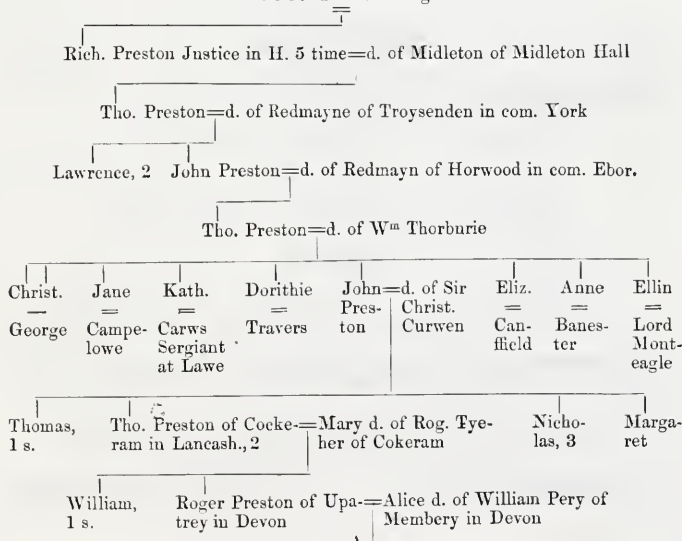 Rich. Preston Justice in H. 5 time=d. of Midleton of Midleton Hall
Tho. Preston=d. of Redmayne of Troysenden in com. York
Lawrence, 2 John Preston=d. of Redmayn of Horwood in com. Ebor.
Tho. Preston=d. of Wm Thorburie
Christ. Jane Kath. Dorithie John=d. of Sir Eliz. Anne Ellin
— = = = Pres- Christ. = = =
George Campe- Carws Travers ton Curwen Can- Banes- Lord
lowe Sergiant ffield ter Mont-
at Lawe eagle
Thomas, Tho. Preston of Cocke-=Mary d. of Rog. Tye- Nicho- Marga-
1 s. ram in Lancash., 2 her of Cokeram las, 3 ret
William, Roger Preston of Upa-=Alice d. of William Pery of
1 s. trey in Devon Membery in Devon